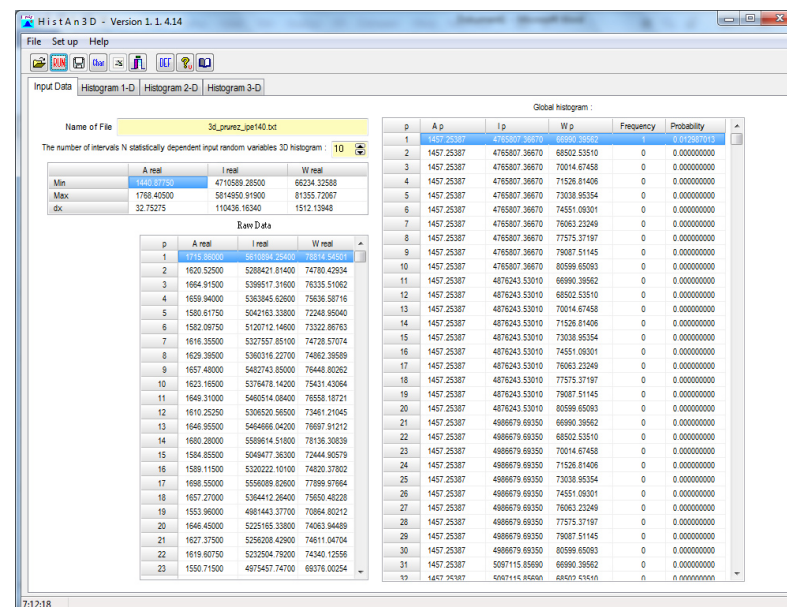 HistAn3D - Version 1. 1. 4.14
File Set up Help
RUN Char DEF
Input Data Histogram 1-D Histogram 2-D Histogram 3-D
Global histogram :
Name of File 3d_prurez_ipe140.txt
The number of intervals N statistically dependent input random variables 3D histogram : 10
A real I real W real
Min 1440.87750 4710589.28500 66234.32588
Max 1768.40500 5814950.91900 81355.72067
dx 32.75275 110436.16340 1512.13948
Raw Data
p A real I real W real
1 1715.86000 5610894.25400 78814.54501
2 1620.52500 5288421.81400 74780.42934
3 1664.91500 5399517.31600 76335.51062
4 1659.94000 5363845.62600 75636.58716
5 1580.61750 5042163.33800 72248.95040
6 1582.09750 5120712.14600 73322.86763
7 1616.35500 5327557.85100 74728.57074
8 1629.39500 5360316.22700 74862.39589
9 1657.48000 5482743.85000 76448.80262
10 1623.16500 5376478.14200 75431.43064
11 1649.31000 5460514.08400 76558.18721
12 1610.25250 5306520.56500 73461.21045
13 1646.95500 5464666.04200 76697.91212
14 1680.28000 5589614.51800 78136.30839
15 1584.85500 5049477.36300 72444.90579
16 1589.11500 5320222.10100 74820.37802
17 1698.55000 5556089.82600 77899.97664
18 1657.27000 5364412.26400 75650.48228
19 1553.96000 4981443.37700 70864.80212
20 1646.45000 5225165.33800 74063.94489
21 1627.37500 5256208.42900 74611.04704
22 1619.60750 5232504.79200 74340.12556
23 1550.71500 4975457.74700 69376.00254
p A p I p W p Frequency Probability
1 1457.25387 4765807.36670 66990.39562 1 0.012987013
2 1457.25387 4765807.36670 68502.53510 0 0.000000000
3 1457.25387 4765807.36670 70014.67458 0 0.000000000
4 1457.25387 4765807.36670 71526.81406 0 0.000000000
5 1457.25387 4765807.36670 73038.95354 0 0.000000000
6 1457.25387 4765807.36670 74551.09301 0 0.000000000
7 1457.25387 4765807.36670 76063.23249 0 0.000000000
8 1457.25387 4765807.36670 77575.37197 0 0.000000000
9 1457.25387 4765807.36670 79087.51145 0 0.000000000
10 1457.25387 4765807.36670 80599.65093 0 0.000000000
11 1457.25387 4876243.53010 66990.39562 0 0.000000000
12 1457.25387 4876243.53010 68502.53510 0 0.000000000
13 1457.25387 4876243.53010 70014.67458 0 0.000000000
14 1457.25387 4876243.53010 71526.81406 0 0.000000000
15 1457.25387 4876243.53010 73038.95354 0 0.000000000
16 1457.25387 4876243.53010 74551.09301 0 0.000000000
17 1457.25387 4876243.53010 76063.23249 0 0.000000000
18 1457.25387 4876243.53010 77575.37197 0 0.000000000
19 1457.25387 4876243.53010 79087.51145 0 0.000000000
20 1457.25387 4876243.53010 80599.65093 0 0.000000000
21 1457.25387 4986679.69350 66990.39562 0 0.000000000
22 1457.25387 4986679.69350 68502.53510 0 0.000000000
23 1457.25387 4986679.69350 70014.67458 0 0.000000000
24 1457.25387 4986679.69350 71526.81406 0 0.000000000
25 1457.25387 4986679.69350 73038.95354 0 0.000000000
26 1457.25387 4986679.69350 74551.09301 0 0.000000000
27 1457.25387 4986679.69350 76063.23249 0 0.000000000
28 1457.25387 4986679.69350 77575.37197 0 0.000000000
29 1457.25387 4986679.69350 79087.51145 0 0.000000000
30 1457.25387 4986679.69350 80599.65093 0 0.000000000
31 1457.25387 5097115.85690 66990.39562 0 0.000000000
32 1457.25387 5097115.85690 68502.53510 0 0.000000000
7:12:18